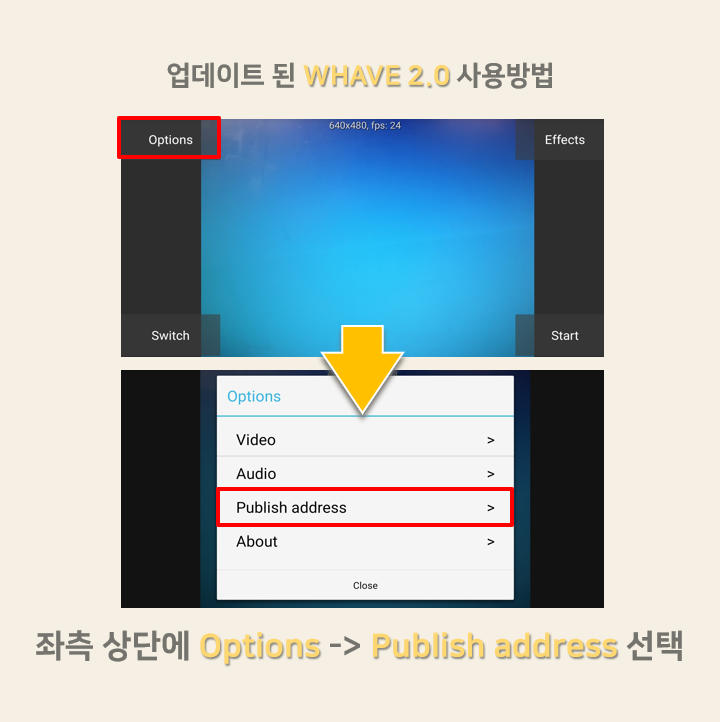 업데이트 된 WHAVE 2.0 사용방법
640x480, fps: 24
Options
Effects
Switch
Start
Options
Video >
Audio >
Publish address >
About >
Close
좌측 상단에 Options -> Publish address 선택